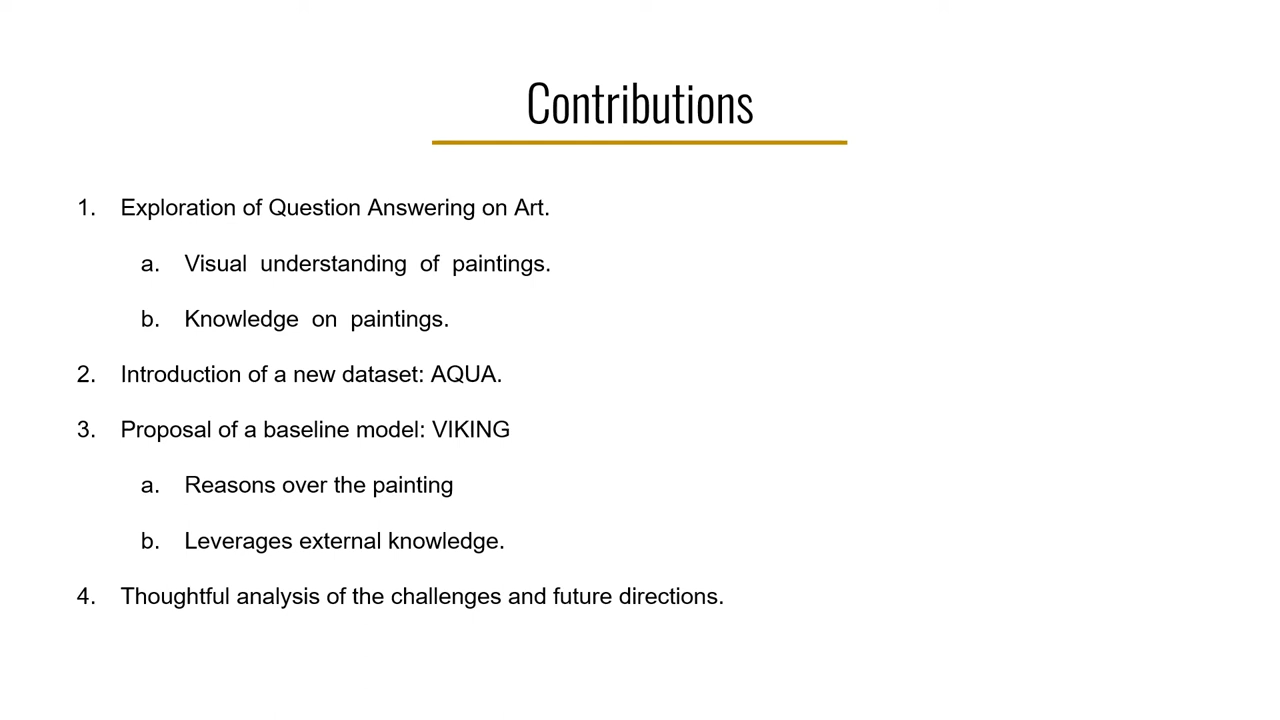 Contributions
1. Exploration of Question Answering on Art.
a. Visual understanding of paintings.
b. Knowledge on paintings.
2. Introduction of a new dataset: AQUA.
3. Proposal of a baseline model: VIKING
a. Reasons over the painting
b. Leverages external knowledge.
4. Thoughtful analysis of the challenges and future directions.